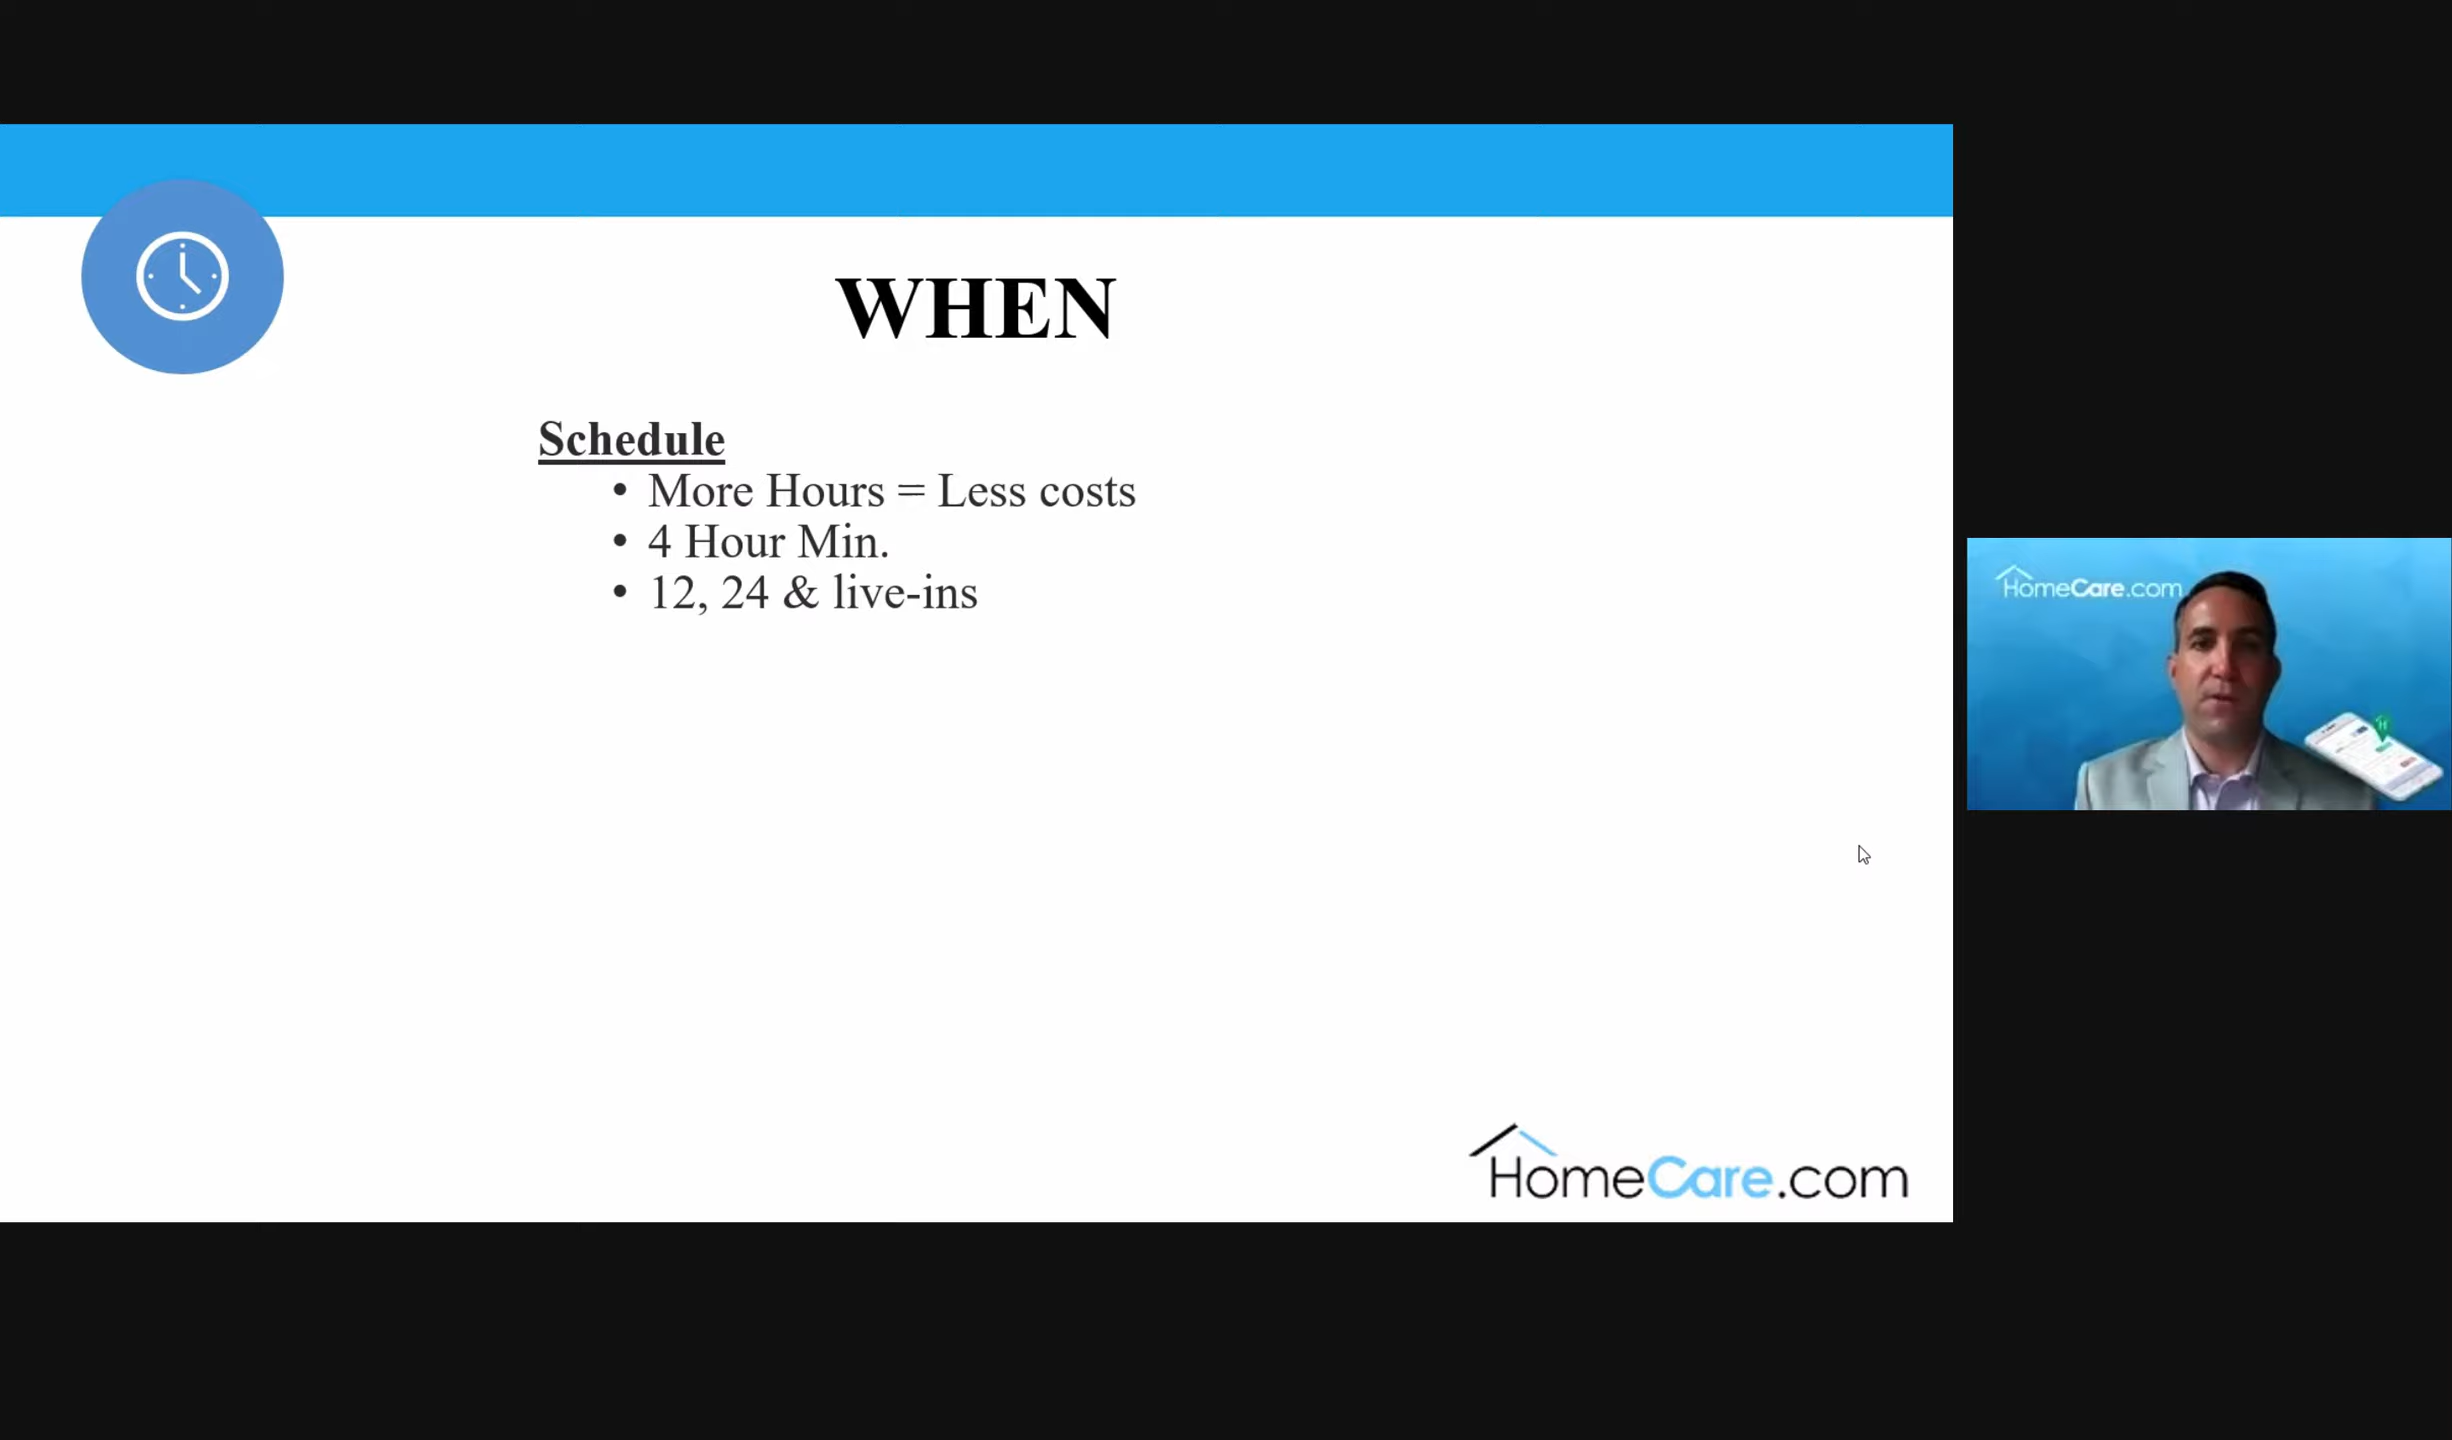 WHEN
Schedule
• More Hours = Less costs
• 4 Hour Min.
• 12, 24 & live-ins
HomeCare.com
HomeCare.com
H